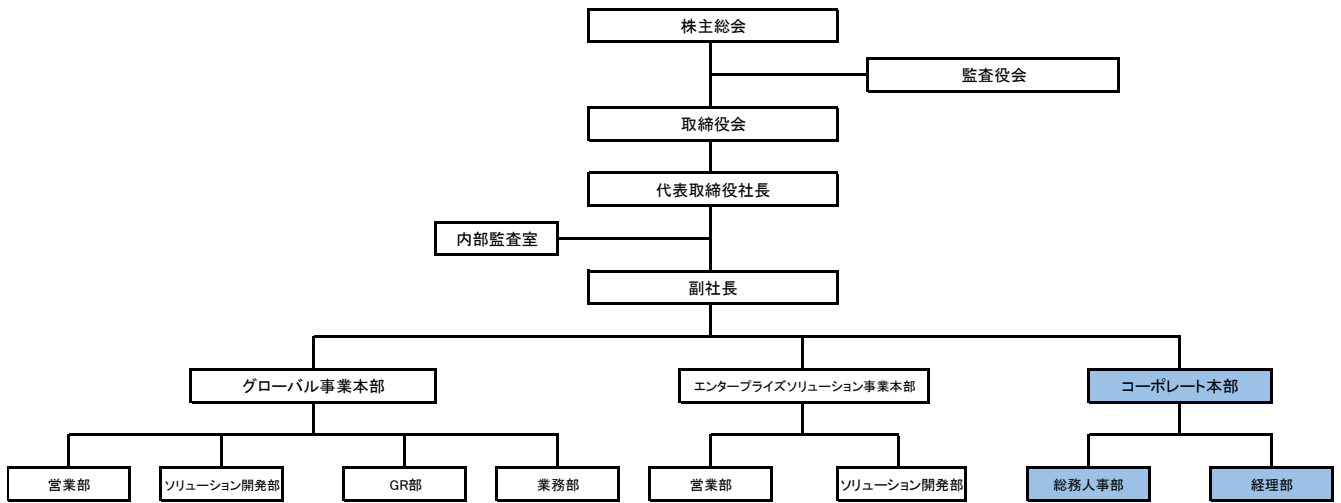 株主総会
監査役会
取締役会
代表取締役社長
内部監査室
副社長
グローバル事業本部
エンタープライズソリューション事業本部
コーポレート本部
営業部
ソリューション開発部
GR部
業務部
営業部
ソリューション開発部
総務人事部
経理部